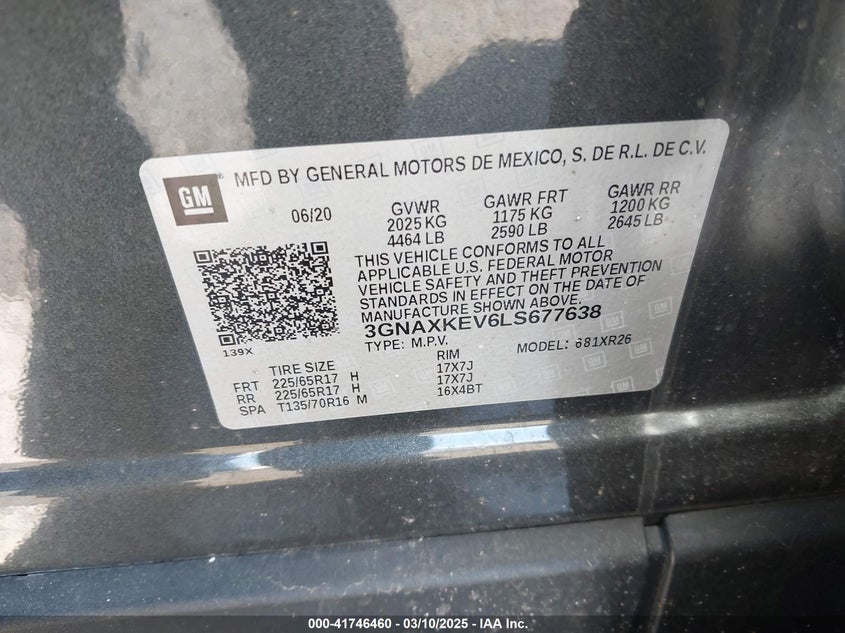 GM
MFD BY GENERAL MOTORS DE MEXICO, S. DE R.L. DE C.V.
06/20 GVWR GAWR FRT GAWR RR
2025 KG 1175 KG 1200 KG
4464 LB 2590 LB 2645 LB
THIS VEHICLE CONFORMS TO ALL
APPLICABLE U.S. FEDERAL MOTOR
VEHICLE SAFETY AND THEFT PREVENTION
STANDARDS IN EFFECT ON THE DATE OF
MANUFACTURE SHOWN ABOVE.
3GNAXKEV6LS677638
139X
TYPE: M.P.V. MODEL: 681XR26
TIRE SIZE RIM
FRT 225/65R17 H 17X7J
RR 225/65R17 H 17X7J
SPA T135/70R16 M 16X4BT
000-41746460 - 03/10/2025 - IAA Inc.